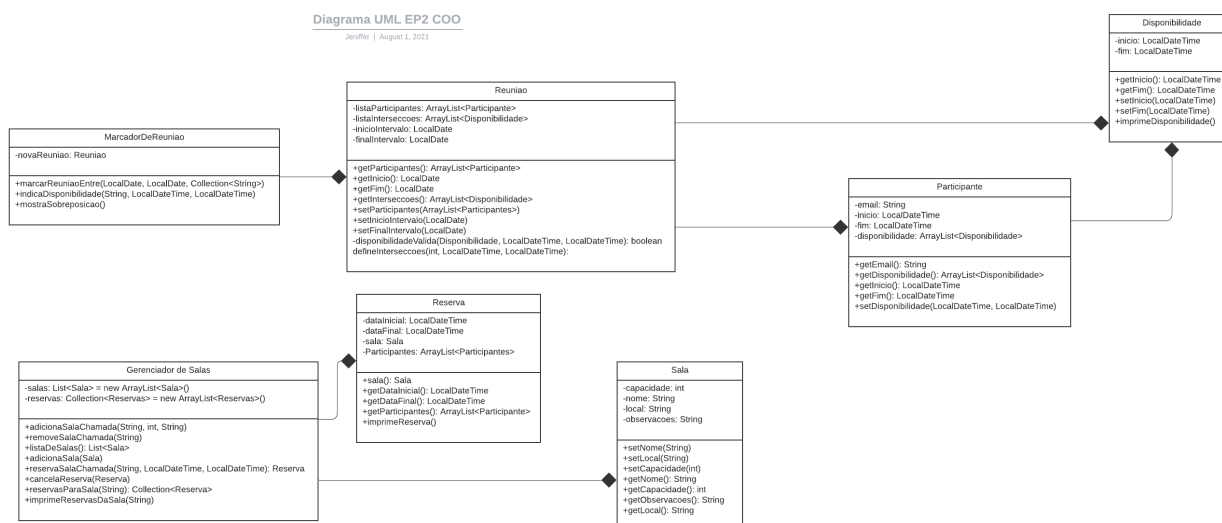 Diagrama UML EP2 COO
Jeniffer | August 1, 2021
Disponibilidade
-inicio: LocalDateTime
-fim: LocalDateTime
+getInicio(): LocalDateTime
+getFim(): LocalDateTime
+setInicio(LocalDateTime)
+setFim(LocalDateTime)
+imprimeDisponibilidade()
Reuniao
-listaParticipantes: ArrayList<Participante>
-listaInterseccoes: ArrayList<Disponibilidade>
-inicioIntervalo: LocalDate
-finalIntervalo: LocalDate
+getParticipantes(): ArrayList<Participante>
+getInicio(): LocalDate
+getFim(): LocalDate
+getInterseccoes(): ArrayList<Disponibilidade>
+setParticipantes(ArrayList<Participantes>)
+setInicioIntervalo(LocalDate)
+setFinalIntervalo(LocalDate)
-disponibilidadeValida(Disponibilidade, LocalDateTime, LocalDateTime): boolean
defineInterseccoes(int, LocalDateTime, LocalDateTime):
MarcadorDeReuniao
-novaReuniao: Reuniao
+marcarReuniaoEntre(LocalDate, LocalDate, Collection<String>)
+indicaDisponibilidade(String, LocalDateTime, LocalDateTime)
+mostraSobreposicao()
Participante
-email: String
-inicio: LocalDateTime
-fim: LocalDateTime
-disponibilidade: ArrayList<Disponibilidade>
+getEmail(): String
+getDisponibilidade(): ArrayList<Disponibilidade>
+getInicio(): LocalDateTime
+getFim(): LocalDateTime
+setDisponibilidade(LocalDateTime, LocalDateTime)
Reserva
-dataInicial: LocalDateTime
-dataFinal: LocalDateTime
-sala: Sala
-Participantes: ArrayList<Participantes>
+sala(): Sala
+getDataInicial(): LocalDateTime
+getDataFinal(): LocalDateTime
+getParticipantes(): ArrayList<Participante>
+imprimeReserva()
Gerenciador de Salas
-salas: List<Sala> = new ArrayList<Sala>()
-reservas: Collection<Reservas> = new ArrayList<Reservas>()
+adicionaSalaChamada(String, int, String)
+removeSalaChamada(String)
+listaDeSalas(): List<Sala>
+adicionaSala(Sala)
+reservaSalaChamada(String, LocalDateTime, LocalDateTime): Reserva
+cancelaReserva(Reserva)
+reservasParaSala(String): Collection<Reserva>
+imprimeReservasDaSala(String)
Sala
-capacidade: int
-nome: String
-local: String
-observacoes: String
+setNome(String)
+setLocal(String)
+setCapacidade(int)
+getNome(): String
+getCapacidade(): int
+getObservacoes(): String
+getLocal(): String